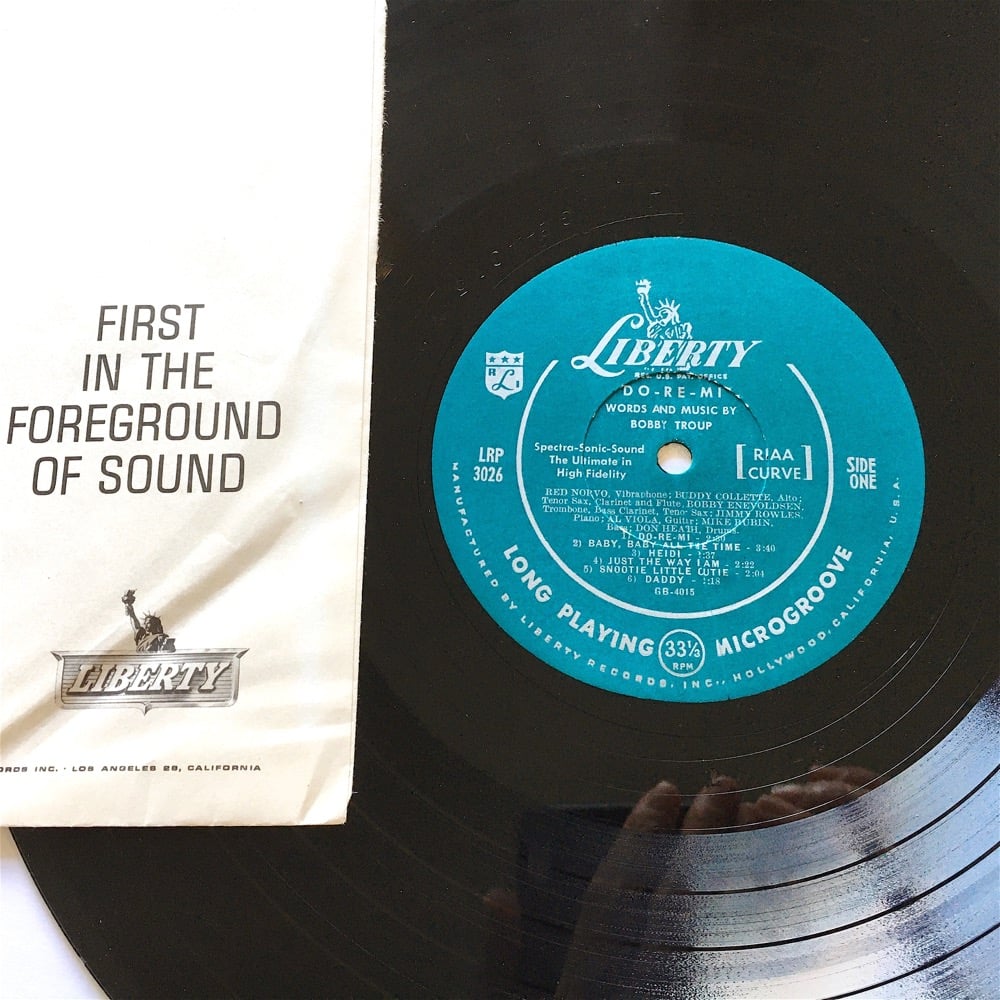 FIRST
IN THE
FOREGROUND
OF SOUND
LIBERTY
ORDS INC. · LOS ANGELES 28, CALIFORNIA
LIBERTY
REG. U.S. PAT. OFFICE
R L I
DO-RE-MI
WORDS AND MUSIC BY
BOBBY TROUP
Spectra-Sonic-Sound
The Ultimate in
High Fidelity
LRP
3026
[RIAA
CURVE]
SIDE
ONE
RED NORVO, Vibraphone; BUDDY COLLETTE, Alto;
Tenor Sax, Clarinet and Flute, BOBBY ENEVOLDSEN,
Trombone, Bass Clarinet, Tenor Sax; JIMMY ROWLES,
Piano; AL VIOLA, Guitar; MIKE RUBIN,
Bass; DON HEATH, Drums.
1) DO-RE-MI -
2) BABY, BABY ALL THE TIME - 3:40
3) HEIDI -
4) JUST THE WAY I AM - 2:22
5) SNOOTIE LITTLE CUTIE - 2:04
6) DADDY -
GB-4015
LONG PLAYING 33⅓ RPM MICROGROOVE
MANUFACTURED BY LIBERTY RECORDS, INC., HOLLYWOOD, CALIFORNIA, U.S.A.